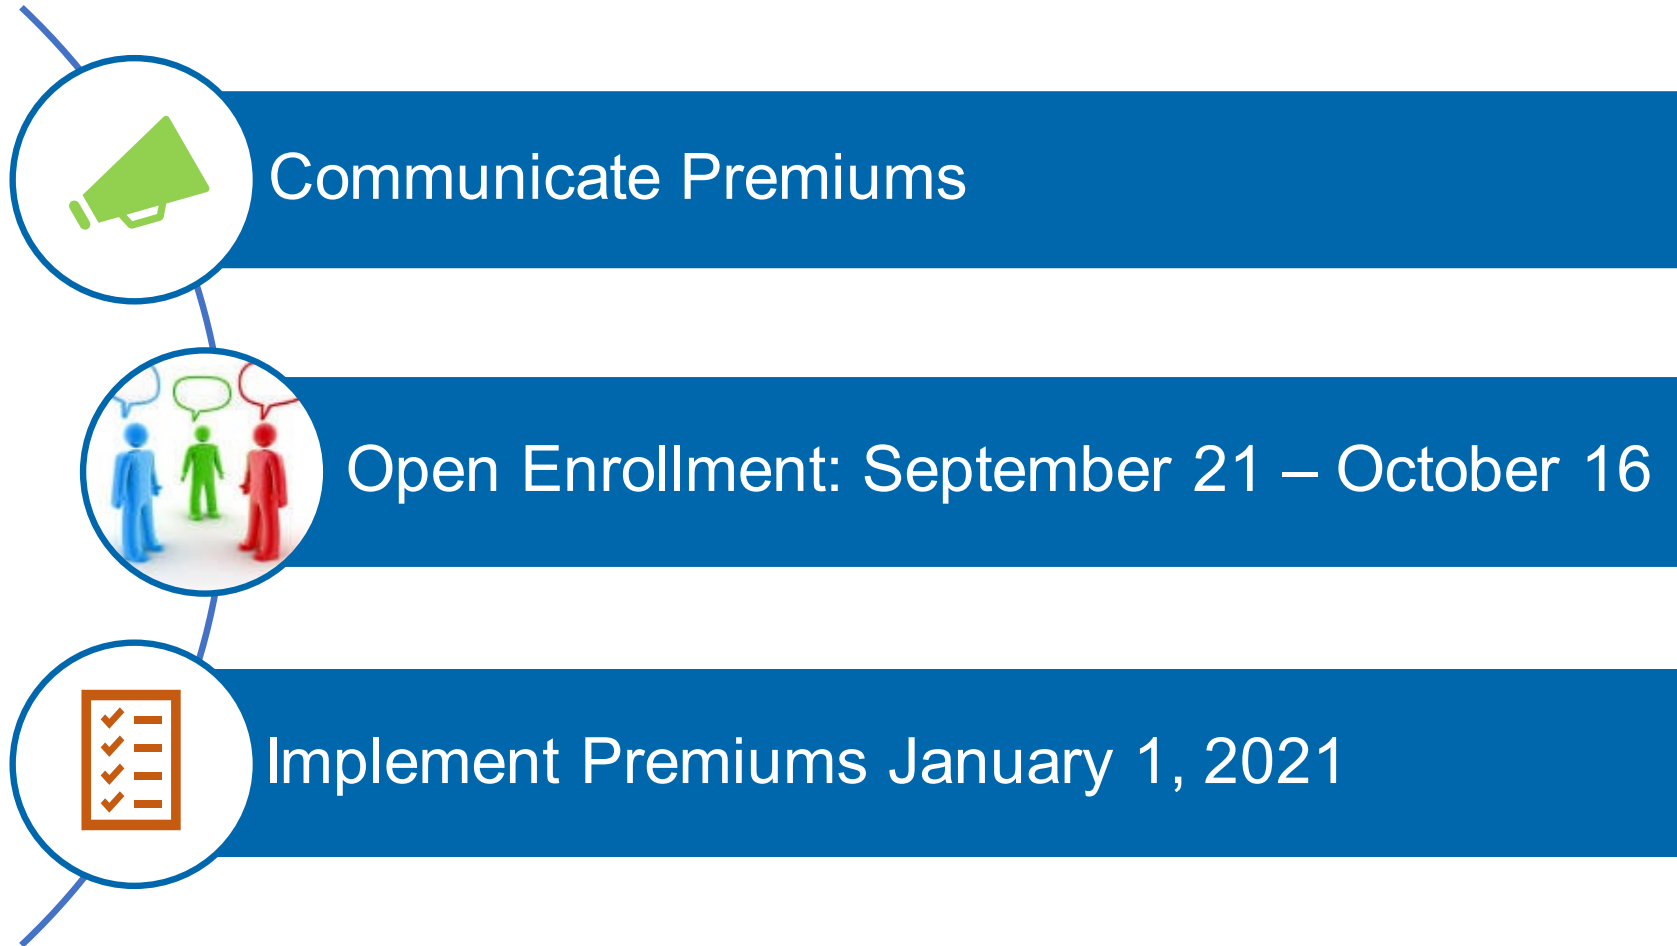 Communicate Premiums
Open Enrollment: September 21 – October 16
Implement Premiums January 1, 2021